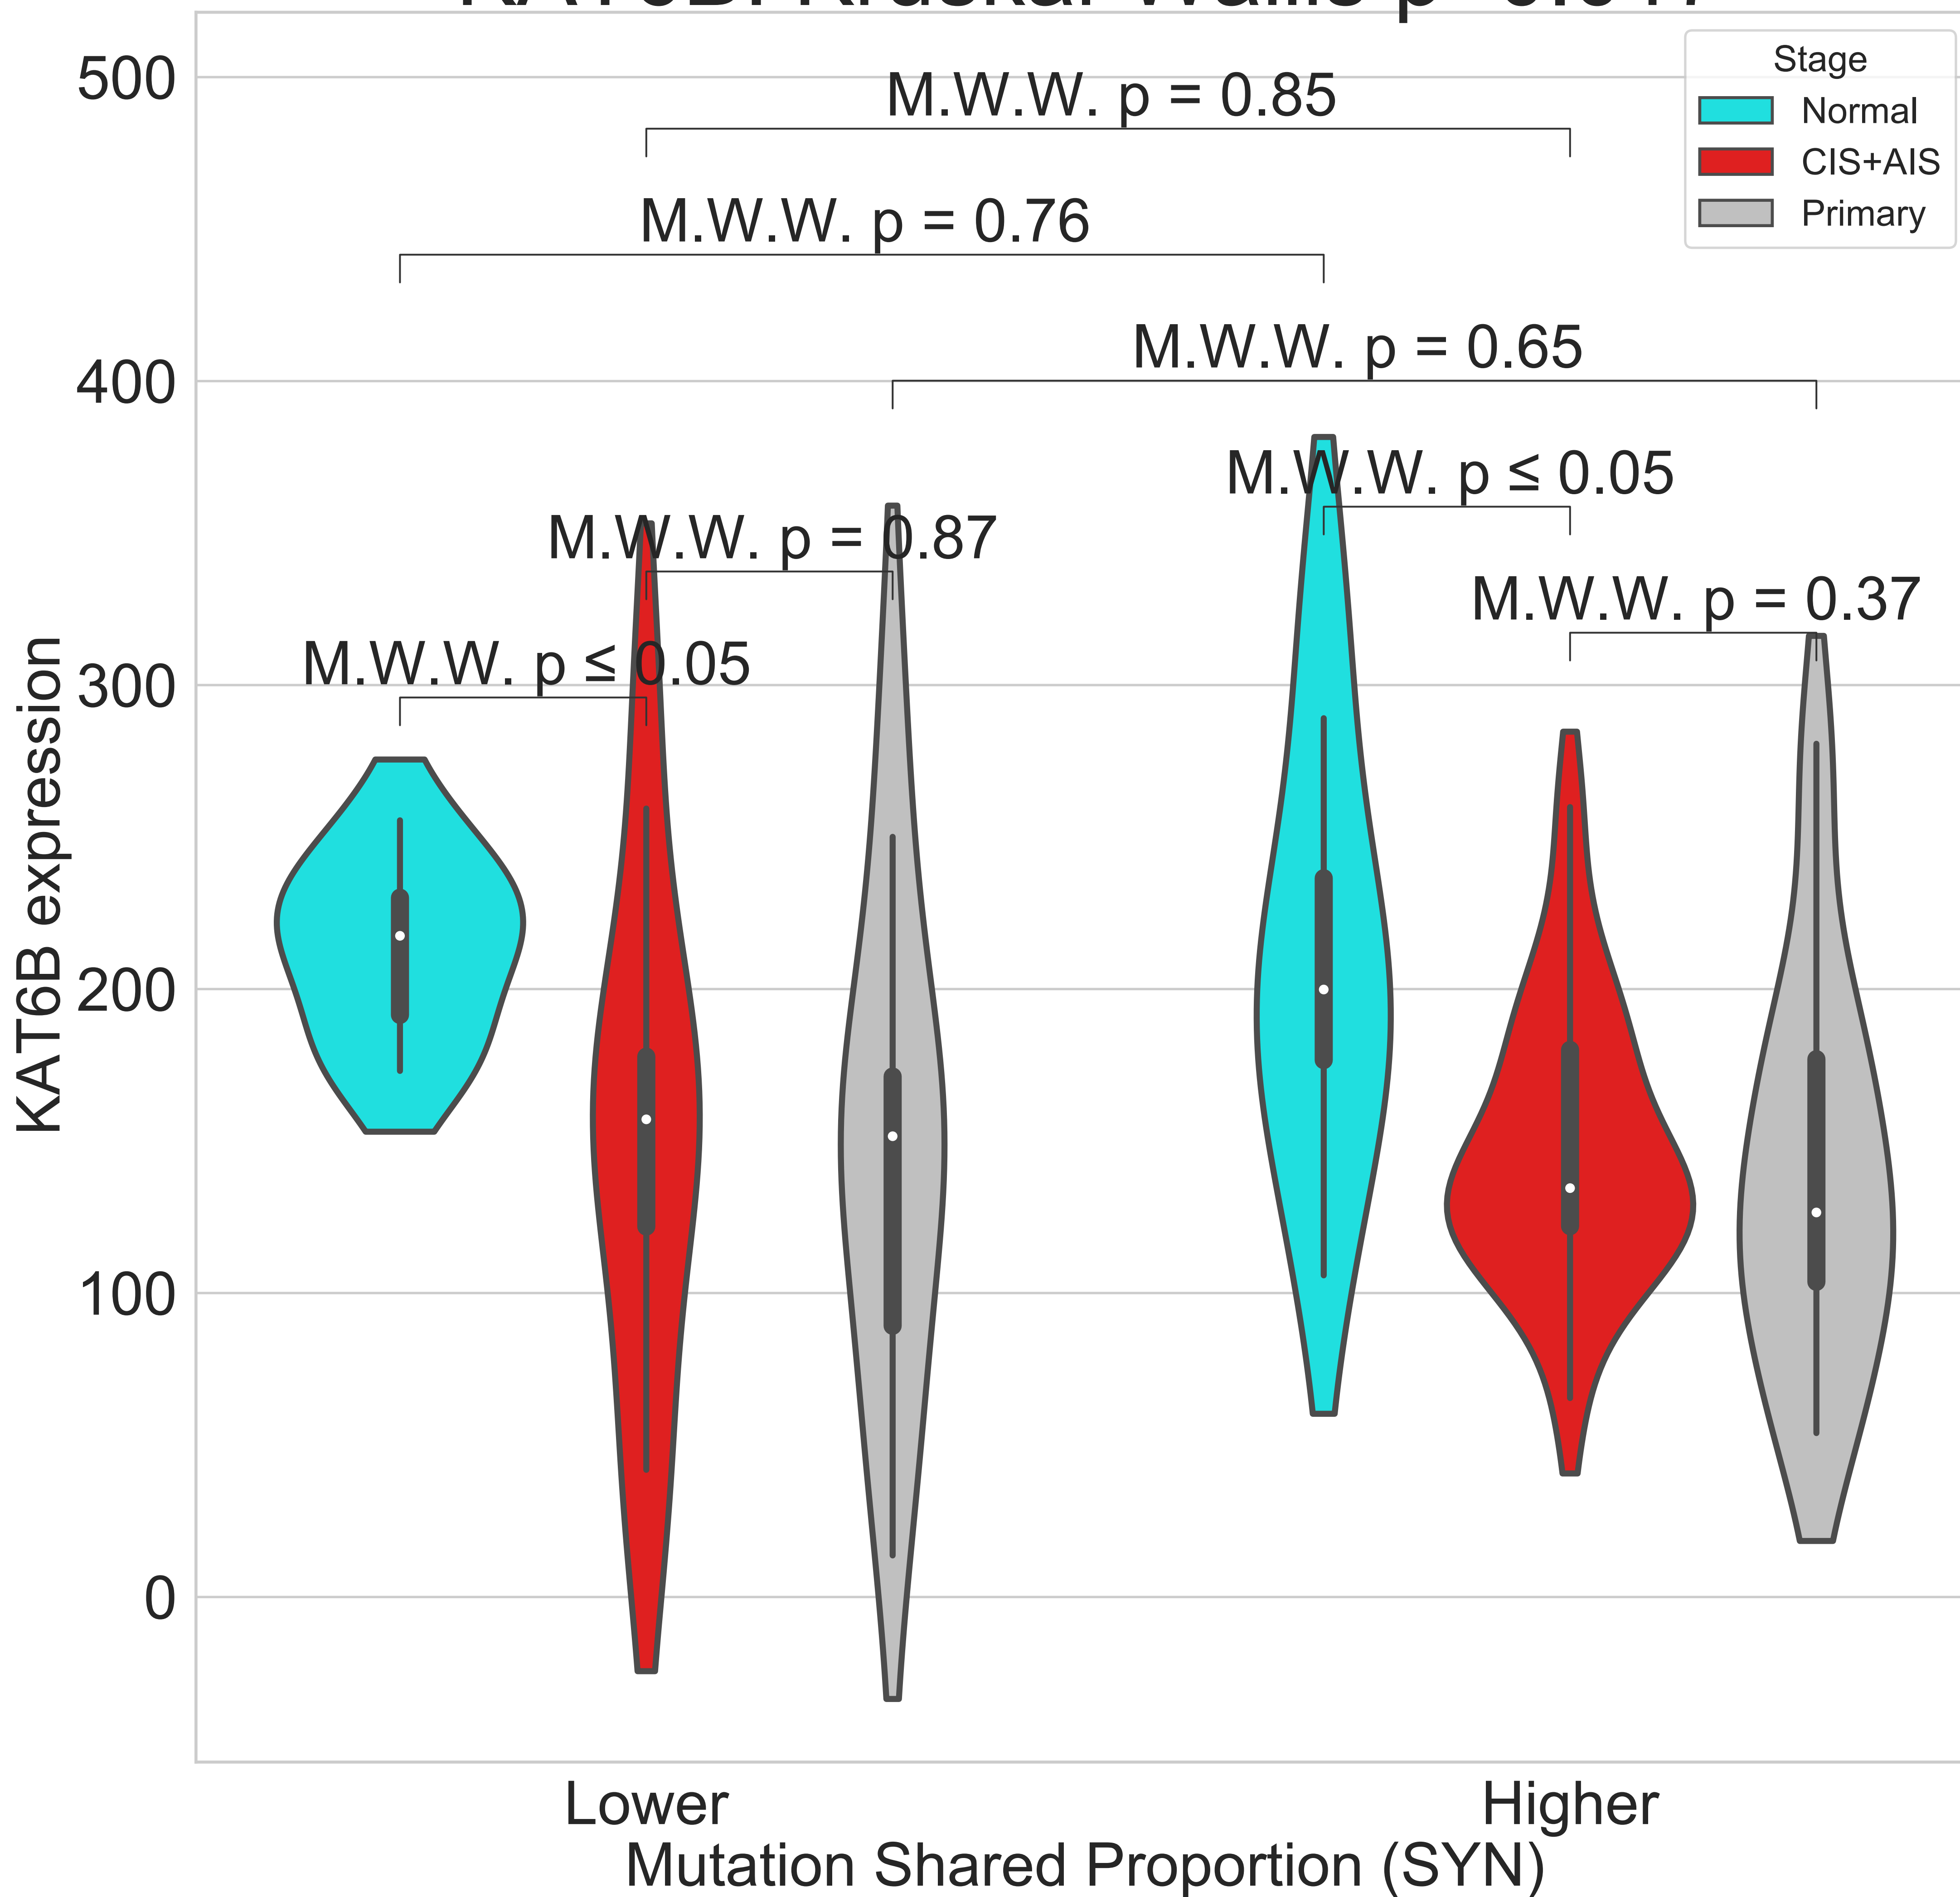 500
400
300
200
100
0
KAT6B expression
M.W.W. p = 0.85
M.W.W. p = 0.76
M.W.W. p = 0.65
M.W.W. p ≤ 0.05
M.W.W. p = 0.87
M.W.W. p = 0.37
M.W.W. p ≤ 0.05
Stage
Normal
CIS+AIS
Primary
Lower
Higher
Mutation Shared Proportion (SYN)